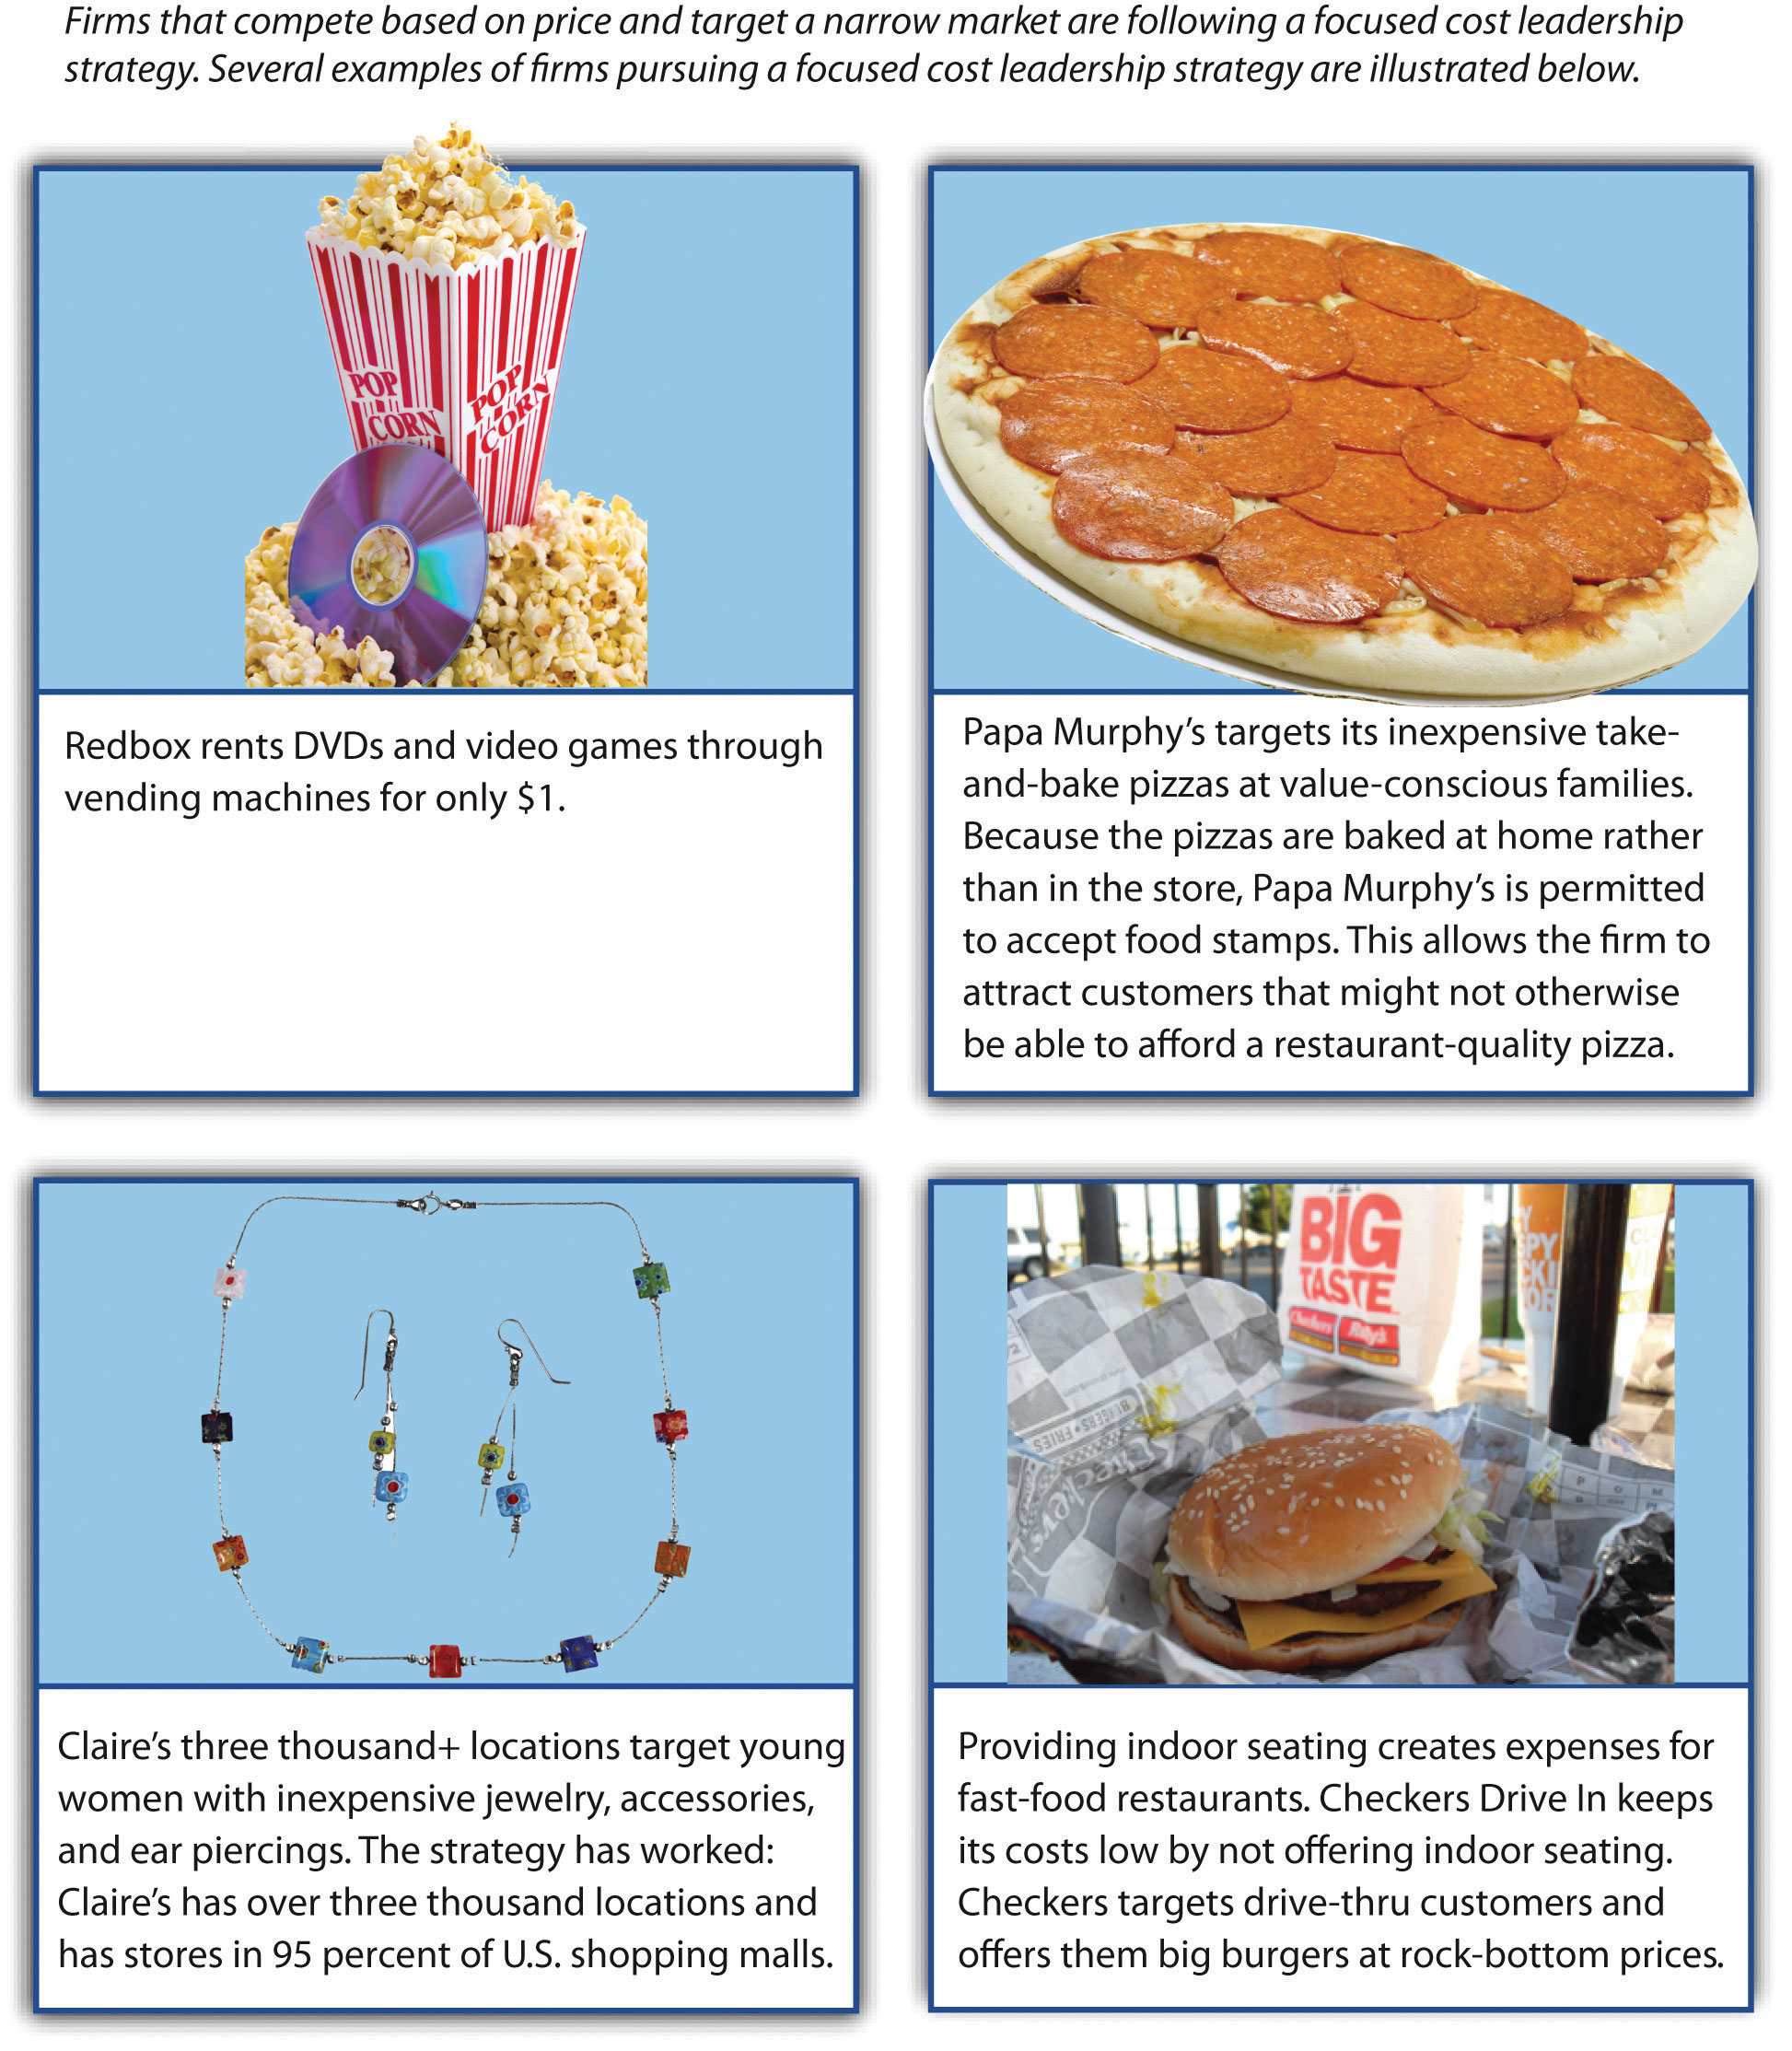 Firms that compete based on price and target a narrow market are following a focused cost leadership
strategy. Several examples of firms pursuing a focused cost leadership strategy are illustrated below.
POP
CORN
POP
CORN
Redbox rents DVDs and video games through
vending machines for only $1.
Papa Murphy’s targets its inexpensive take-
and-bake pizzas at value-conscious families.
Because the pizzas are baked at home rather
than in the store, Papa Murphy’s is permitted
to accept food stamps. This allows the firm to
attract customers that might not otherwise
be able to afford a restaurant-quality pizza.
Claire’s three thousand+ locations target young
women with inexpensive jewelry, accessories,
and ear piercings. The strategy has worked:
Claire’s has over three thousand locations and
has stores in 95 percent of U.S. shopping malls.
BIG
TASTE
Checkers Rally's
BURGERS • FRIES
Providing indoor seating creates expenses for
fast-food restaurants. Checkers Drive In keeps
its costs low by not offering indoor seating.
Checkers targets drive-thru customers and
offers them big burgers at rock-bottom prices.